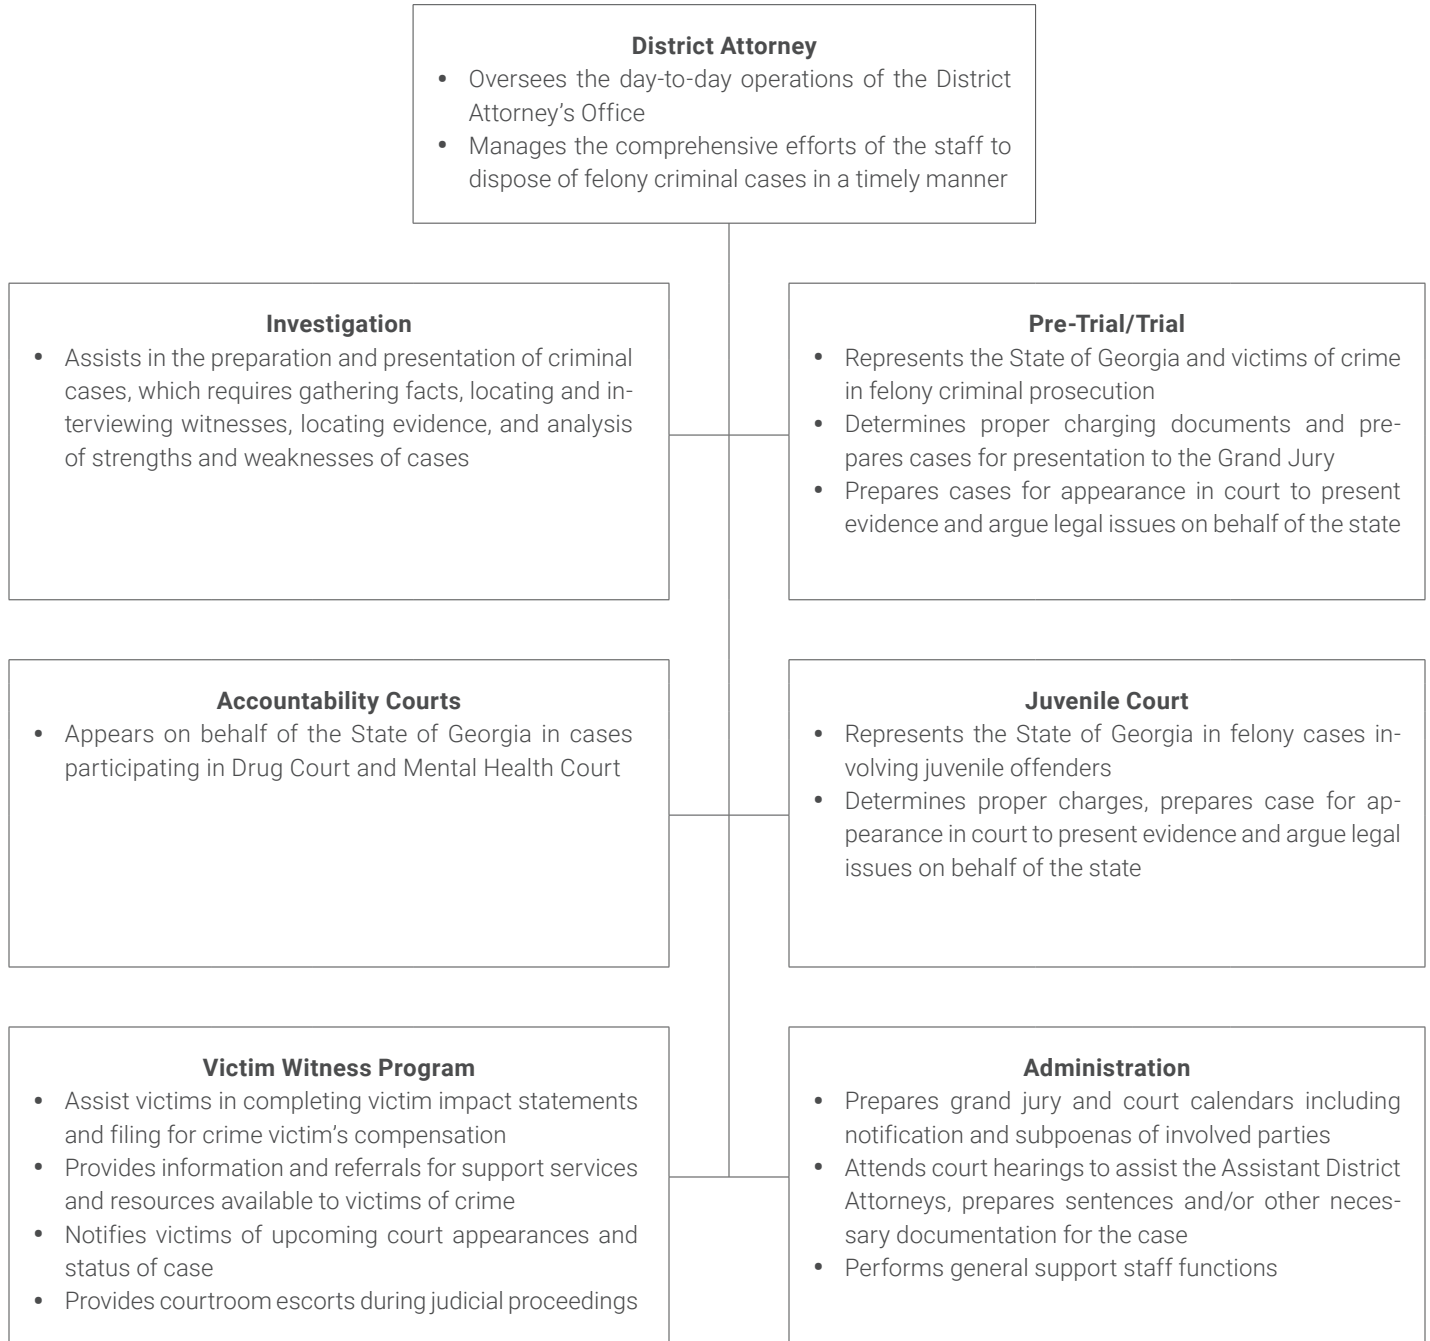 District Attorney
• Oversees the day-to-day operations of the District
Attorney’s Office
• Manages the comprehensive efforts of the staff to
dispose of felony criminal cases in a timely manner
Investigation
• Assists in the preparation and presentation of criminal
cases, which requires gathering facts, locating and in-
terviewing witnesses, locating evidence, and analysis
of strengths and weaknesses of cases
Pre-Trial/Trial
• Represents the State of Georgia and victims of crime
in felony criminal prosecution
• Determines proper charging documents and pre-
pares cases for presentation to the Grand Jury
• Prepares cases for appearance in court to present
evidence and argue legal issues on behalf of the state
Accountability Courts
• Appears on behalf of the State of Georgia in cases
participating in Drug Court and Mental Health Court
Juvenile Court
• Represents the State of Georgia in felony cases in-
volving juvenile offenders
• Determines proper charges, prepares case for ap-
pearance in court to present evidence and argue legal
issues on behalf of the state
Victim Witness Program
• Assist victims in completing victim impact statements
and filing for crime victim’s compensation
• Provides information and referrals for support services
and resources available to victims of crime
• Notifies victims of upcoming court appearances and
status of case
• Provides courtroom escorts during judicial proceedings
Administration
• Prepares grand jury and court calendars including
notification and subpoenas of involved parties
• Attends court hearings to assist the Assistant District
Attorneys, prepares sentences and/or other neces-
sary documentation for the case
• Performs general support staff functions